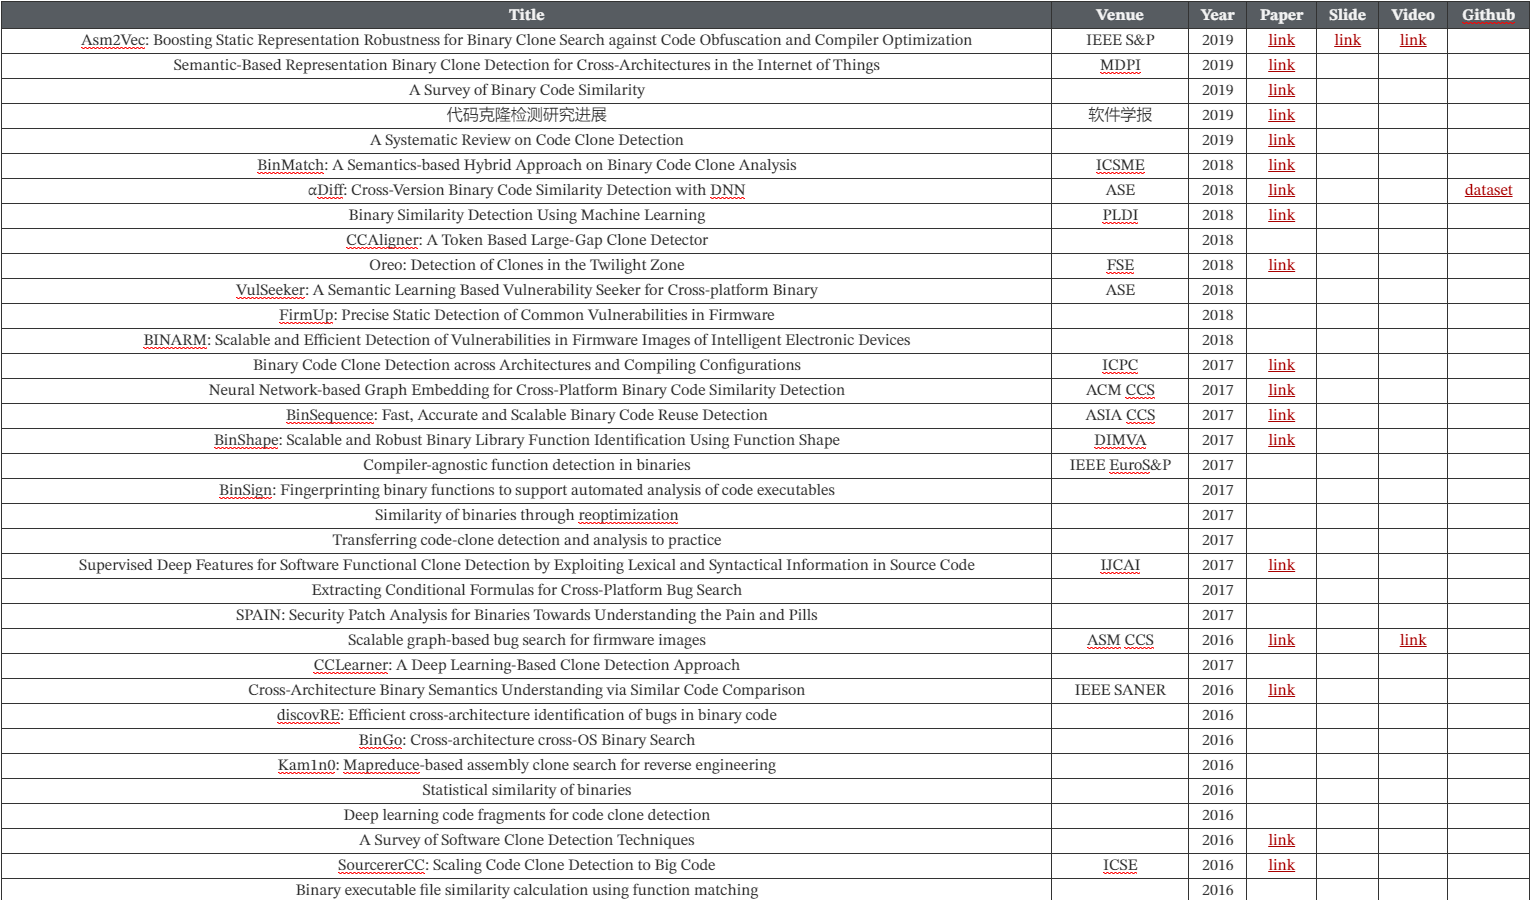 Title Venue Year Paper Slide Video Github
Asm2Vec: Boosting Static Representation Robustness for Binary Clone Search against Code Obfuscation and Compiler Optimization IEEE S&P 2019 link link link
Semantic-Based Representation Binary Clone Detection for Cross-Architectures in the Internet of Things MDPI 2019 link
A Survey of Binary Code Similarity 2019 link
代码克隆检测研究进展 软件学报 2019 link
A Systematic Review on Code Clone Detection 2019 link
BinMatch: A Semantics-based Hybrid Approach on Binary Code Clone Analysis ICSME 2018 link
αDiff: Cross-Version Binary Code Similarity Detection with DNN ASE 2018 link dataset
Binary Similarity Detection Using Machine Learning PLDI 2018 link
CCAligner: A Token Based Large-Gap Clone Detector 2018
Oreo: Detection of Clones in the Twilight Zone FSE 2018 link
VulSeeker: A Semantic Learning Based Vulnerability Seeker for Cross-platform Binary ASE 2018
FirmUp: Precise Static Detection of Common Vulnerabilities in Firmware 2018
BINARM: Scalable and Efficient Detection of Vulnerabilities in Firmware Images of Intelligent Electronic Devices 2018
Binary Code Clone Detection across Architectures and Compiling Configurations ICPC 2017 link
Neural Network-based Graph Embedding for Cross-Platform Binary Code Similarity Detection ACM CCS 2017 link
BinSequence: Fast, Accurate and Scalable Binary Code Reuse Detection ASIA CCS 2017 link
BinShape: Scalable and Robust Binary Library Function Identification Using Function Shape DIMVA 2017 link
Compiler-agnostic function detection in binaries IEEE EuroS&P 2017
BinSign: Fingerprinting binary functions to support automated analysis of code executables 2017
Similarity of binaries through reoptimization 2017
Transferring code-clone detection and analysis to practice 2017
Supervised Deep Features for Software Functional Clone Detection by Exploiting Lexical and Syntactical Information in Source Code IJCAI 2017 link
Extracting Conditional Formulas for Cross-Platform Bug Search 2017
SPAIN: Security Patch Analysis for Binaries Towards Understanding the Pain and Pills 2017
Scalable graph-based bug search for firmware images ASM CCS 2016 link link
CCLearner: A Deep Learning-Based Clone Detection Approach 2017
Cross-Architecture Binary Semantics Understanding via Similar Code Comparison IEEE SANER 2016 link
discovRE: Efficient cross-architecture identification of bugs in binary code 2016
BinGo: Cross-architecture cross-OS Binary Search 2016
Kam1n0: Mapreduce-based assembly clone search for reverse engineering 2016
Statistical similarity of binaries 2016
Deep learning code fragments for code clone detection 2016
A Survey of Software Clone Detection Techniques 2016 link
SourcererCC: Scaling Code Clone Detection to Big Code ICSE 2016 link
Binary executable file similarity calculation using function matching 2016